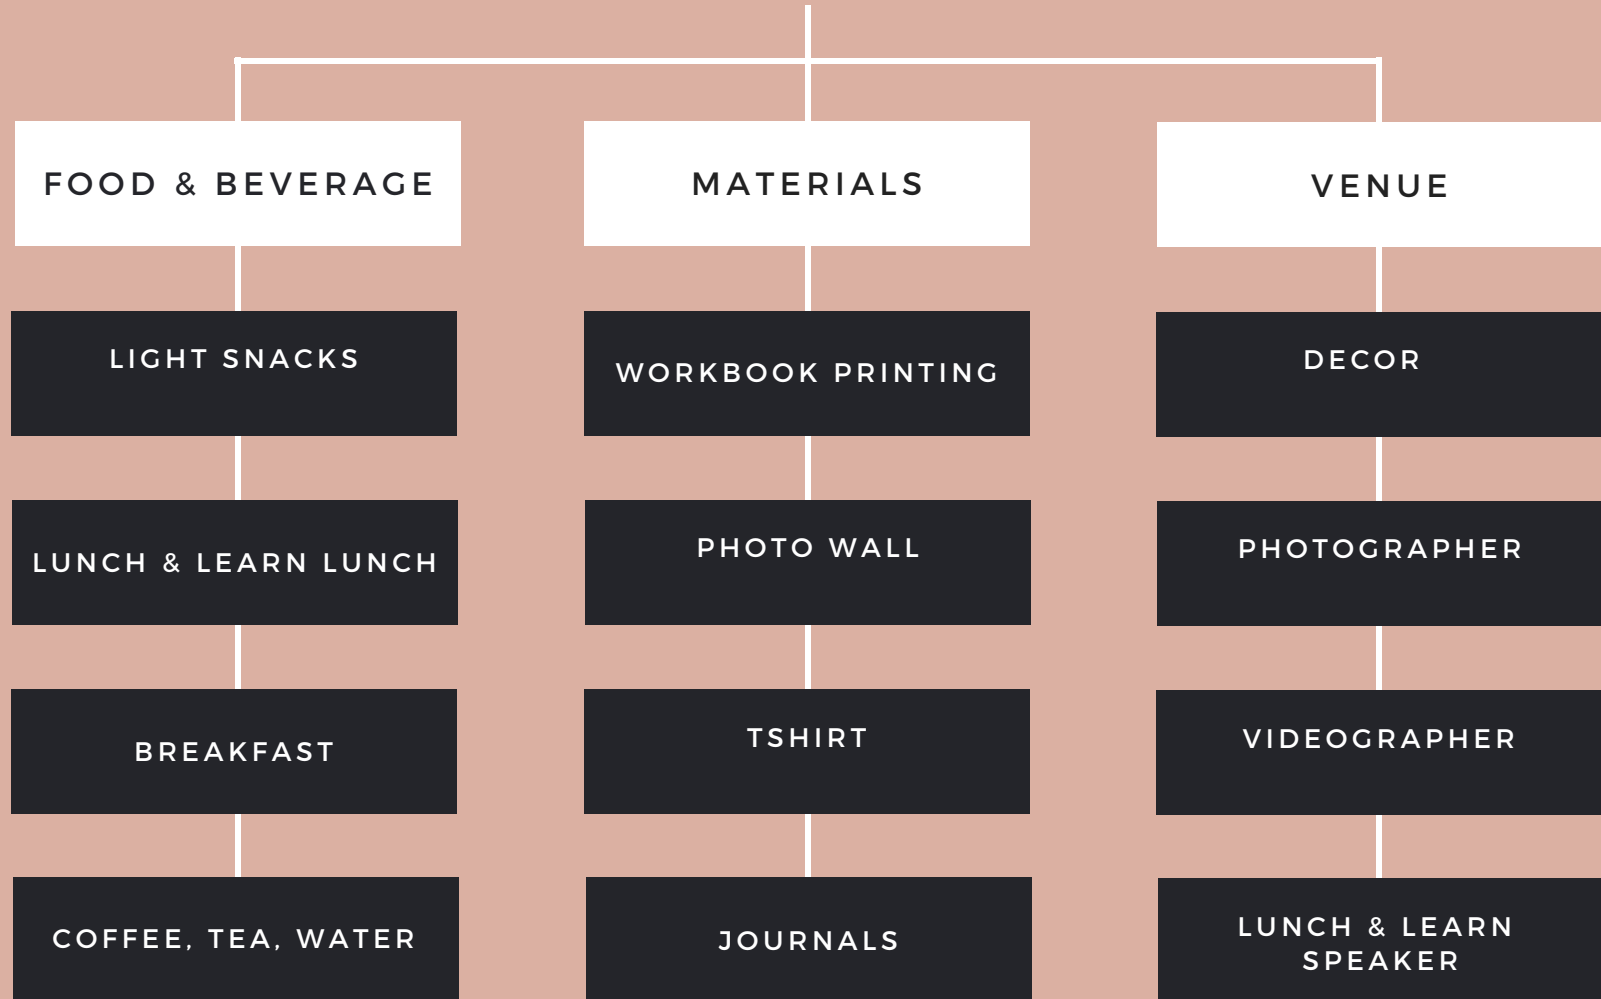 FOOD & BEVERAGE
LIGHT SNACKS
LUNCH & LEARN LUNCH
BREAKFAST
COFFEE, TEA, WATER
MATERIALS
WORKBOOK PRINTING
PHOTO WALL
TSHIRT
JOURNALS
VENUE
DECOR
PHOTOGRAPHER
VIDEOGRAPHER
LUNCH & LEARN
SPEAKER